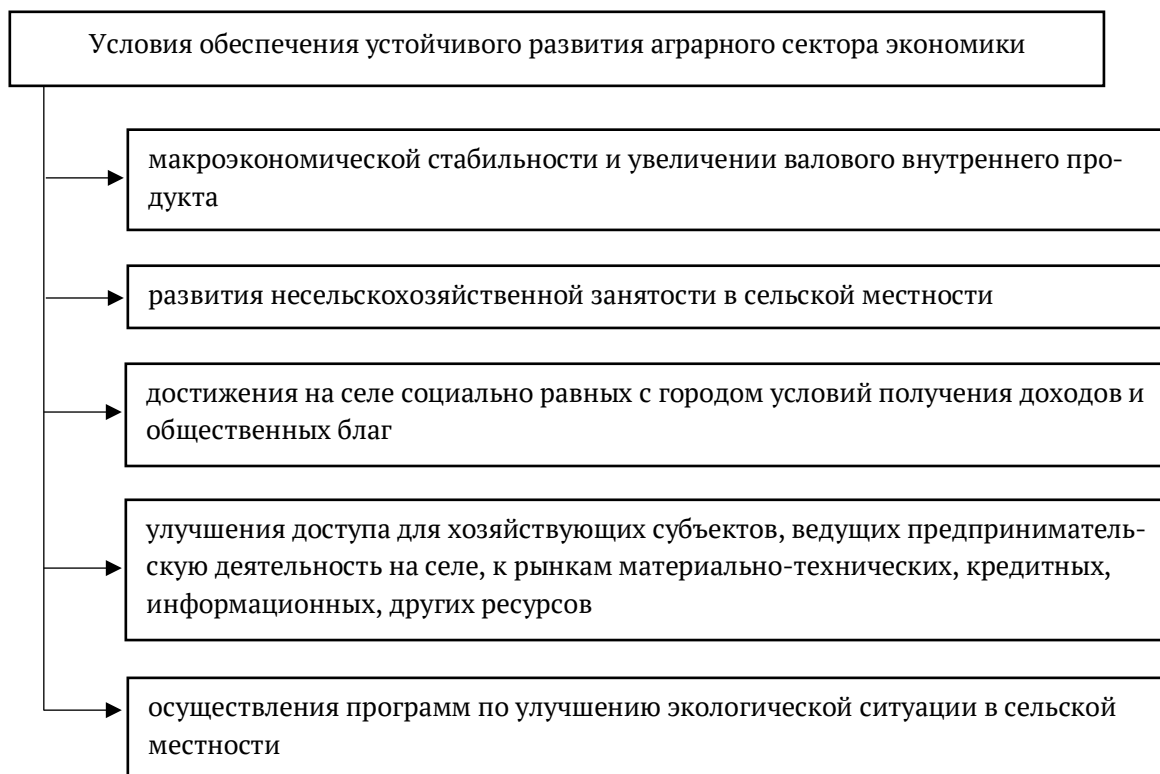 Условия обеспечения устойчивого развития аграрного сектора экономики
макроэкономической стабильности и увеличении валового внутреннего про-
дукта
развития несельскохозяйственной занятости в сельской местности
достижения на селе социально равных с городом условий получения доходов и
общественных благ
улучшения доступа для хозяйствующих субъектов, ведущих предприниматель-
скую деятельность на селе, к рынкам материально-технических, кредитных,
информационных, других ресурсов
осуществления программ по улучшению экологической ситуации в сельской
местности